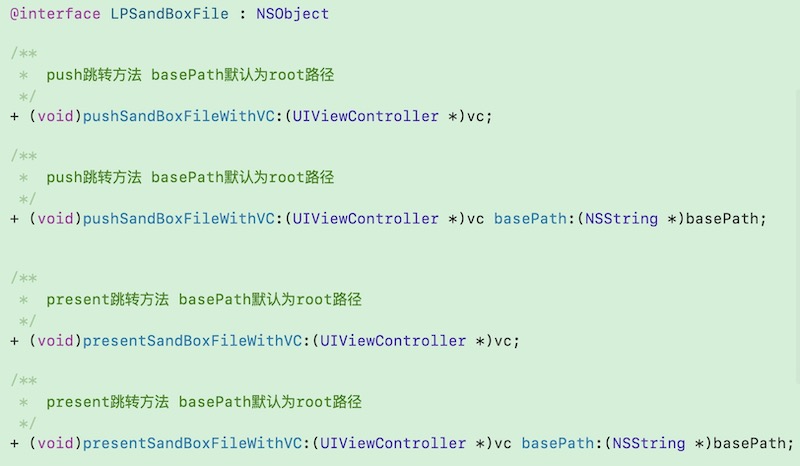 @interface LPSandBoxFile : NSObject
/**
 *  push跳转方法 basePath默认为root路径
 */
+ (void)pushSandBoxFileWithVC:(UIViewController *)vc;
/**
 *  push跳转方法 basePath默认为root路径
 */
+ (void)pushSandBoxFileWithVC:(UIViewController *)vc basePath:(NSString *)basePath;
/**
 *  present跳转方法 basePath默认为root路径
 */
+ (void)presentSandBoxFileWithVC:(UIViewController *)vc;
/**
 *  present跳转方法 basePath默认为root路径
 */
+ (void)presentSandBoxFileWithVC:(UIViewController *)vc basePath:(NSString *)basePath;